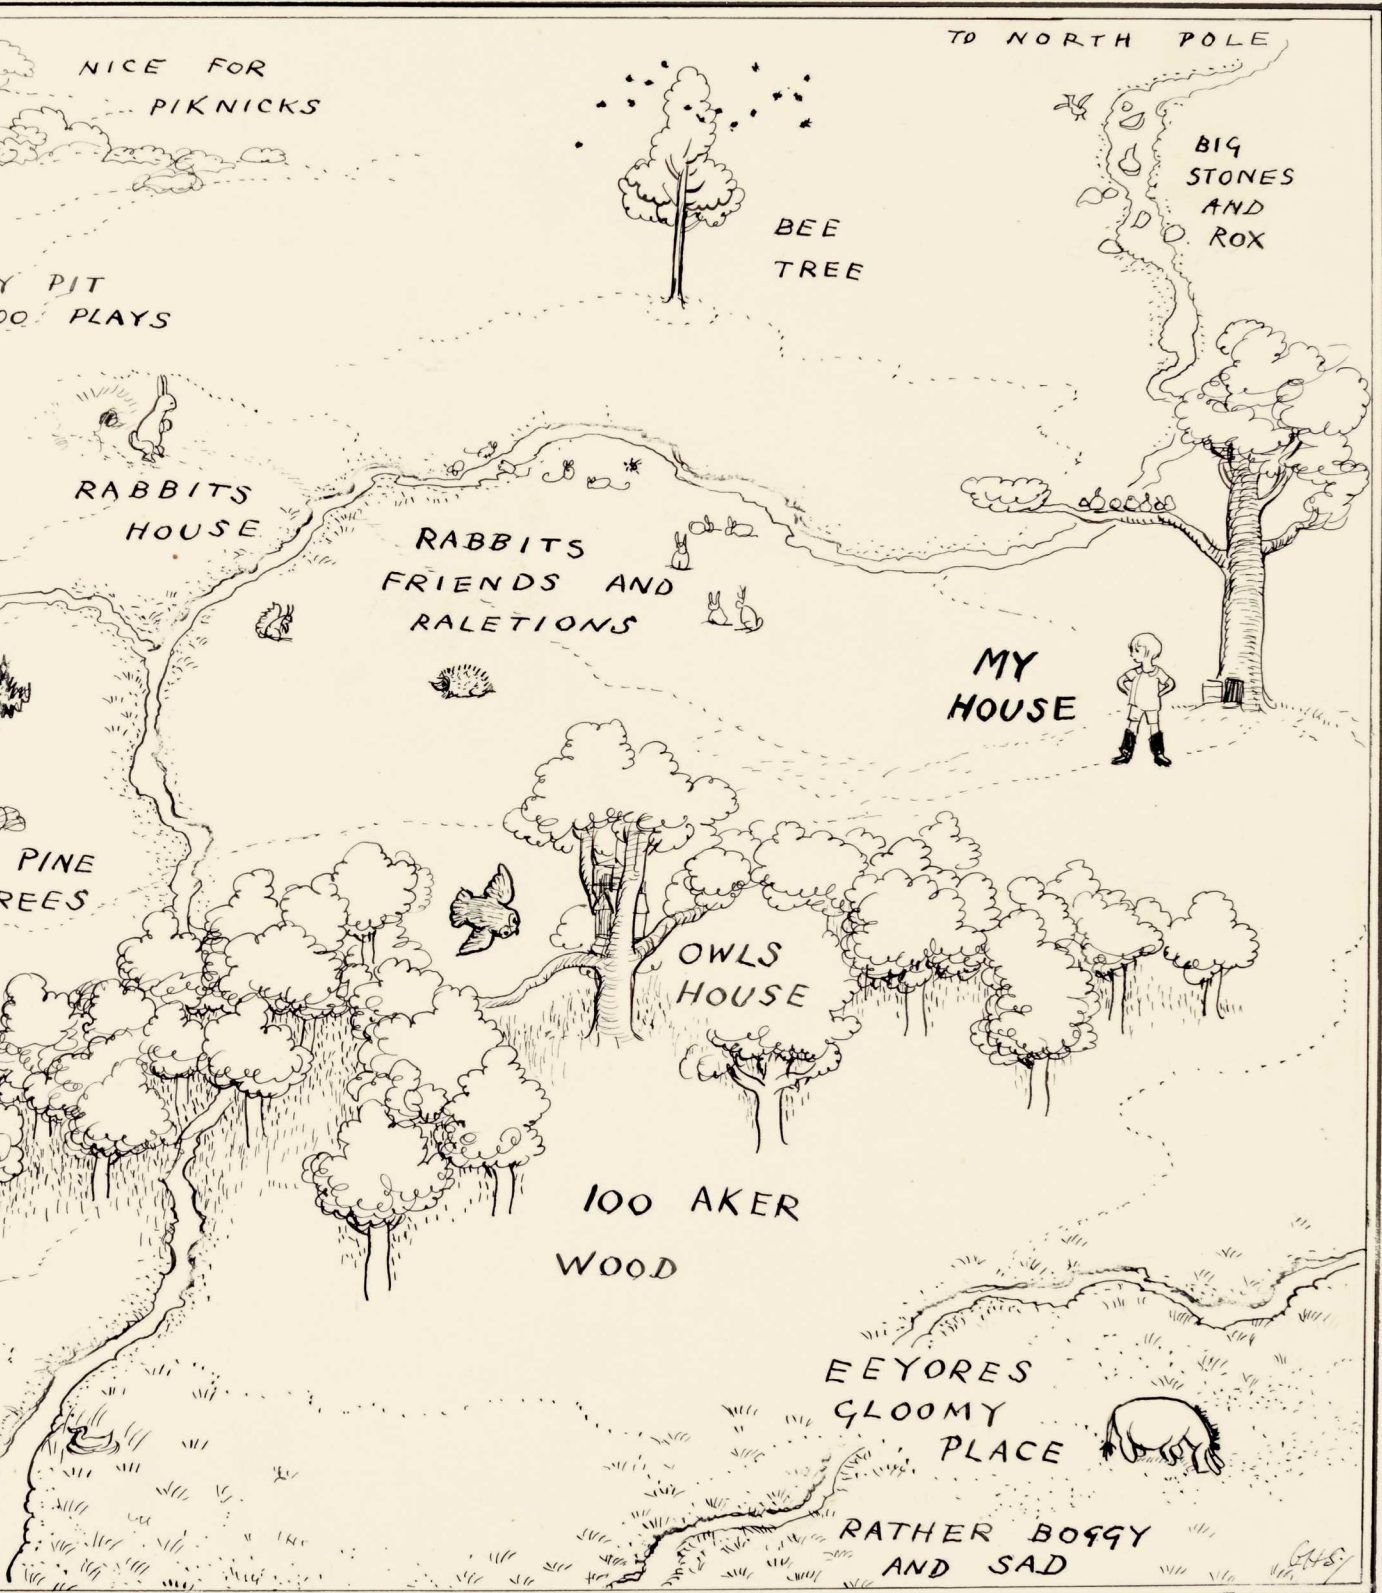 TO NORTH POLE
NICE FOR
PIKNICKS
BIG
STONES
AND
ROX
BEE
TREE
PIT
PLAYS
RABBITS
HOUSE
RABBITS
FRIENDS AND
RALETIONS
MY
HOUSE
PINE
OWLS
HOUSE
100 AKER
WOOD
EEYORES
GLOOMY
PLACE
RATHER BOGGY
AND SAD